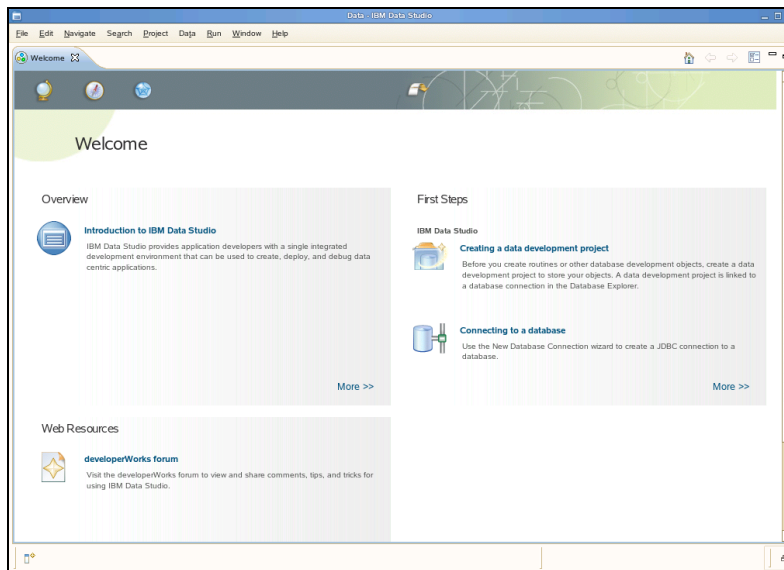 Data - IBM Data Studio
File Edit Navigate Search Project Data Run Window Help
Welcome
Welcome
Overview
Introduction to IBM Data Studio
IBM Data Studio provides application developers with a single integrated
development environment that can be used to create, deploy, and debug data
centric applications.
More >>
First Steps
IBM Data Studio
Creating a data development project
Before you create routines or other database development objects, create a data
development project to store your objects. A data development project is linked to
a database connection in the Database Explorer.
Connecting to a database
Use the New Database Connection wizard to create a JDBC connection to a
database.
More >>
Web Resources
developerWorks forum
Visit the developerWorks forum to view and share comments, tips, and tricks for
using IBM Data Studio.